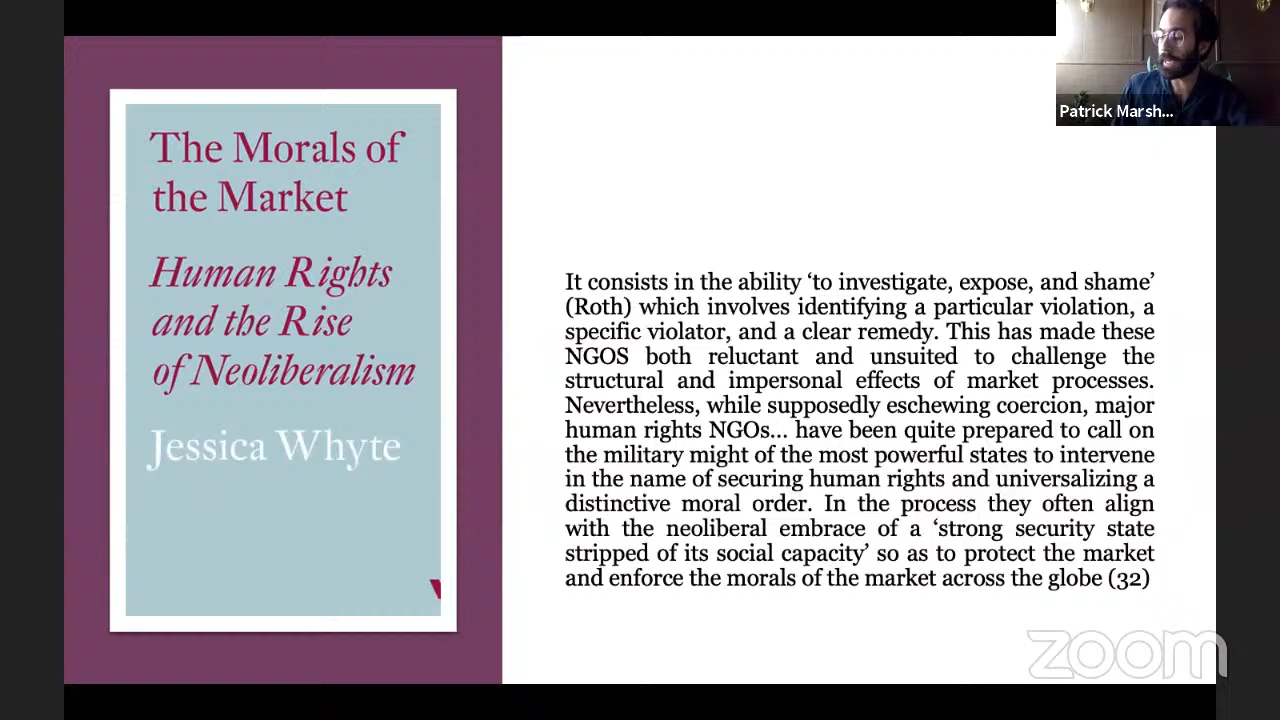 The Morals of
the Market
Human Rights
and the Rise
of Neoliberalism
Jessica Whyte
It consists in the ability ‘to investigate, expose, and shame’
(Roth) which involves identifying a particular violation, a
specific violator, and a clear remedy. This has made these
NGOS both reluctant and unsuited to challenge the
structural and impersonal effects of market processes.
Nevertheless, while supposedly eschewing coercion, major
human rights NGOs... have been quite prepared to call on
the military might of the most powerful states to intervene
in the name of securing human rights and universalizing a
distinctive moral order. In the process they often align
with the neoliberal embrace of a ‘strong security state
stripped of its social capacity’ so as to protect the market
and enforce the morals of the market across the globe (32)
Patrick Marsh...
zoom